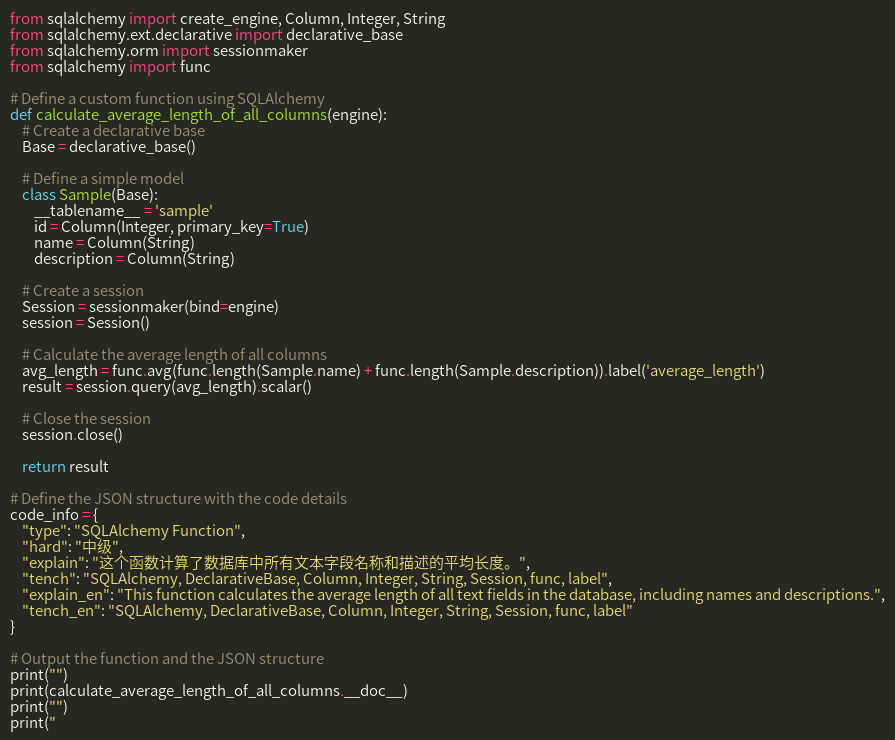 from sqlalchemy import create_engine, Column, Integer, String
from sqlalchemy.ext.declarative import declarative_base
from sqlalchemy.orm import sessionmaker
from sqlalchemy import func

# Define a custom function using SQLAlchemy
def calculate_average_length_of_all_columns(engine):
    # Create a declarative base
    Base = declarative_base()

    # Define a simple model
    class Sample(Base):
        __tablename__ = 'sample'
        id = Column(Integer, primary_key=True)
        name = Column(String)
        description = Column(String)

    # Create a session
    Session = sessionmaker(bind=engine)
    session = Session()

    # Calculate the average length of all columns
    avg_length = func.avg(func.length(Sample.name) + func.length(Sample.description)).label('average_length')
    result = session.query(avg_length).scalar()

    # Close the session
    session.close()

    return result

# Define the JSON structure with the code details
code_info = {
    "type": "SQLAlchemy Function",
    "hard": "中级",
    "explain": "这个函数计算了数据库中所有文本字段名称和描述的平均长度。",
    "tench": "SQLAlchemy, DeclarativeBase, Column, Integer, String, Session, func, label",
    "explain_en": "This function calculates the average length of all text fields in the database, including names and descriptions.",
    "tench_en": "SQLAlchemy, DeclarativeBase, Column, Integer, String, Session, func, label"
}

# Output the function and the JSON structure
print("")
print(calculate_average_length_of_all_columns.__doc__)
print("")
print("